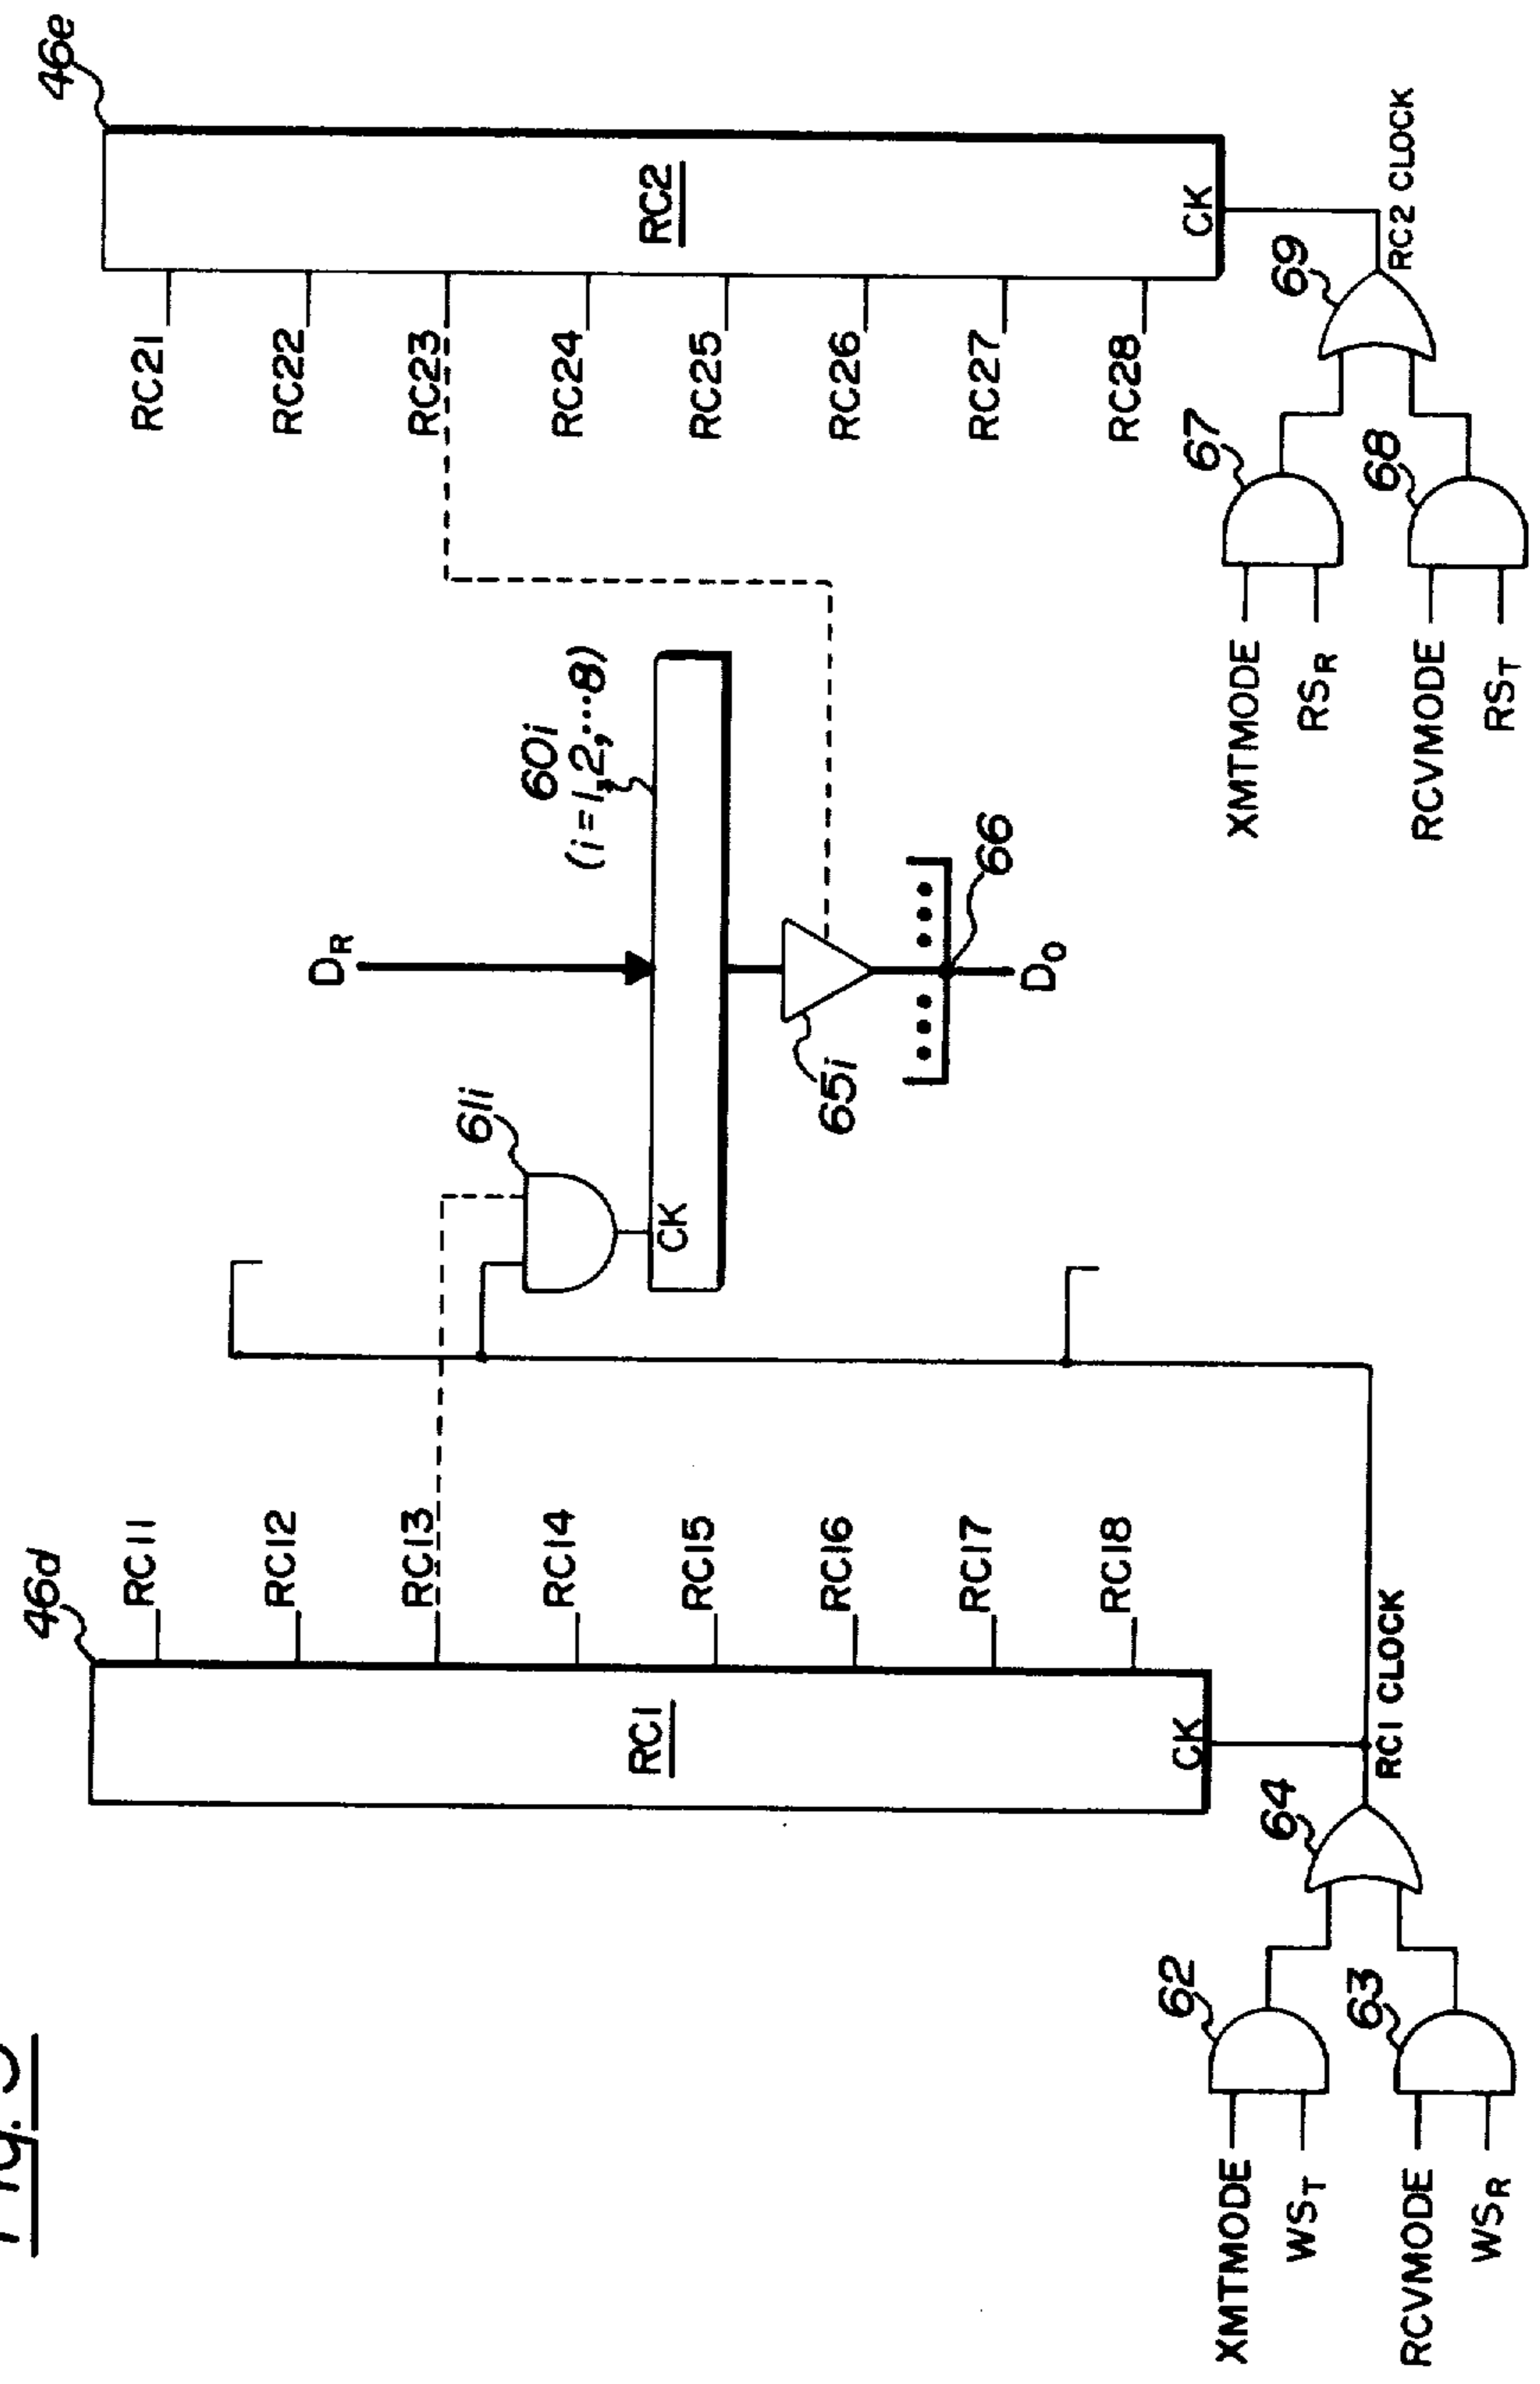 46d
RC1
RC11
RC12
RC13
RC14
RC15
RC16
RC17
RC18
CK
64
RC1 CLOCK
62
63
XMTMODE
WST
RCVMODE
WSR
61i
CK
DR
60i
(i=1,2,...8)
65i
66
DO
46e
RC2
RC21
RC22
RC23
RC24
RC25
RC26
RC27
RC28
CK
69
RC2 CLOCK
67
68
XMTMODE
RSR
RCVMODE
RST